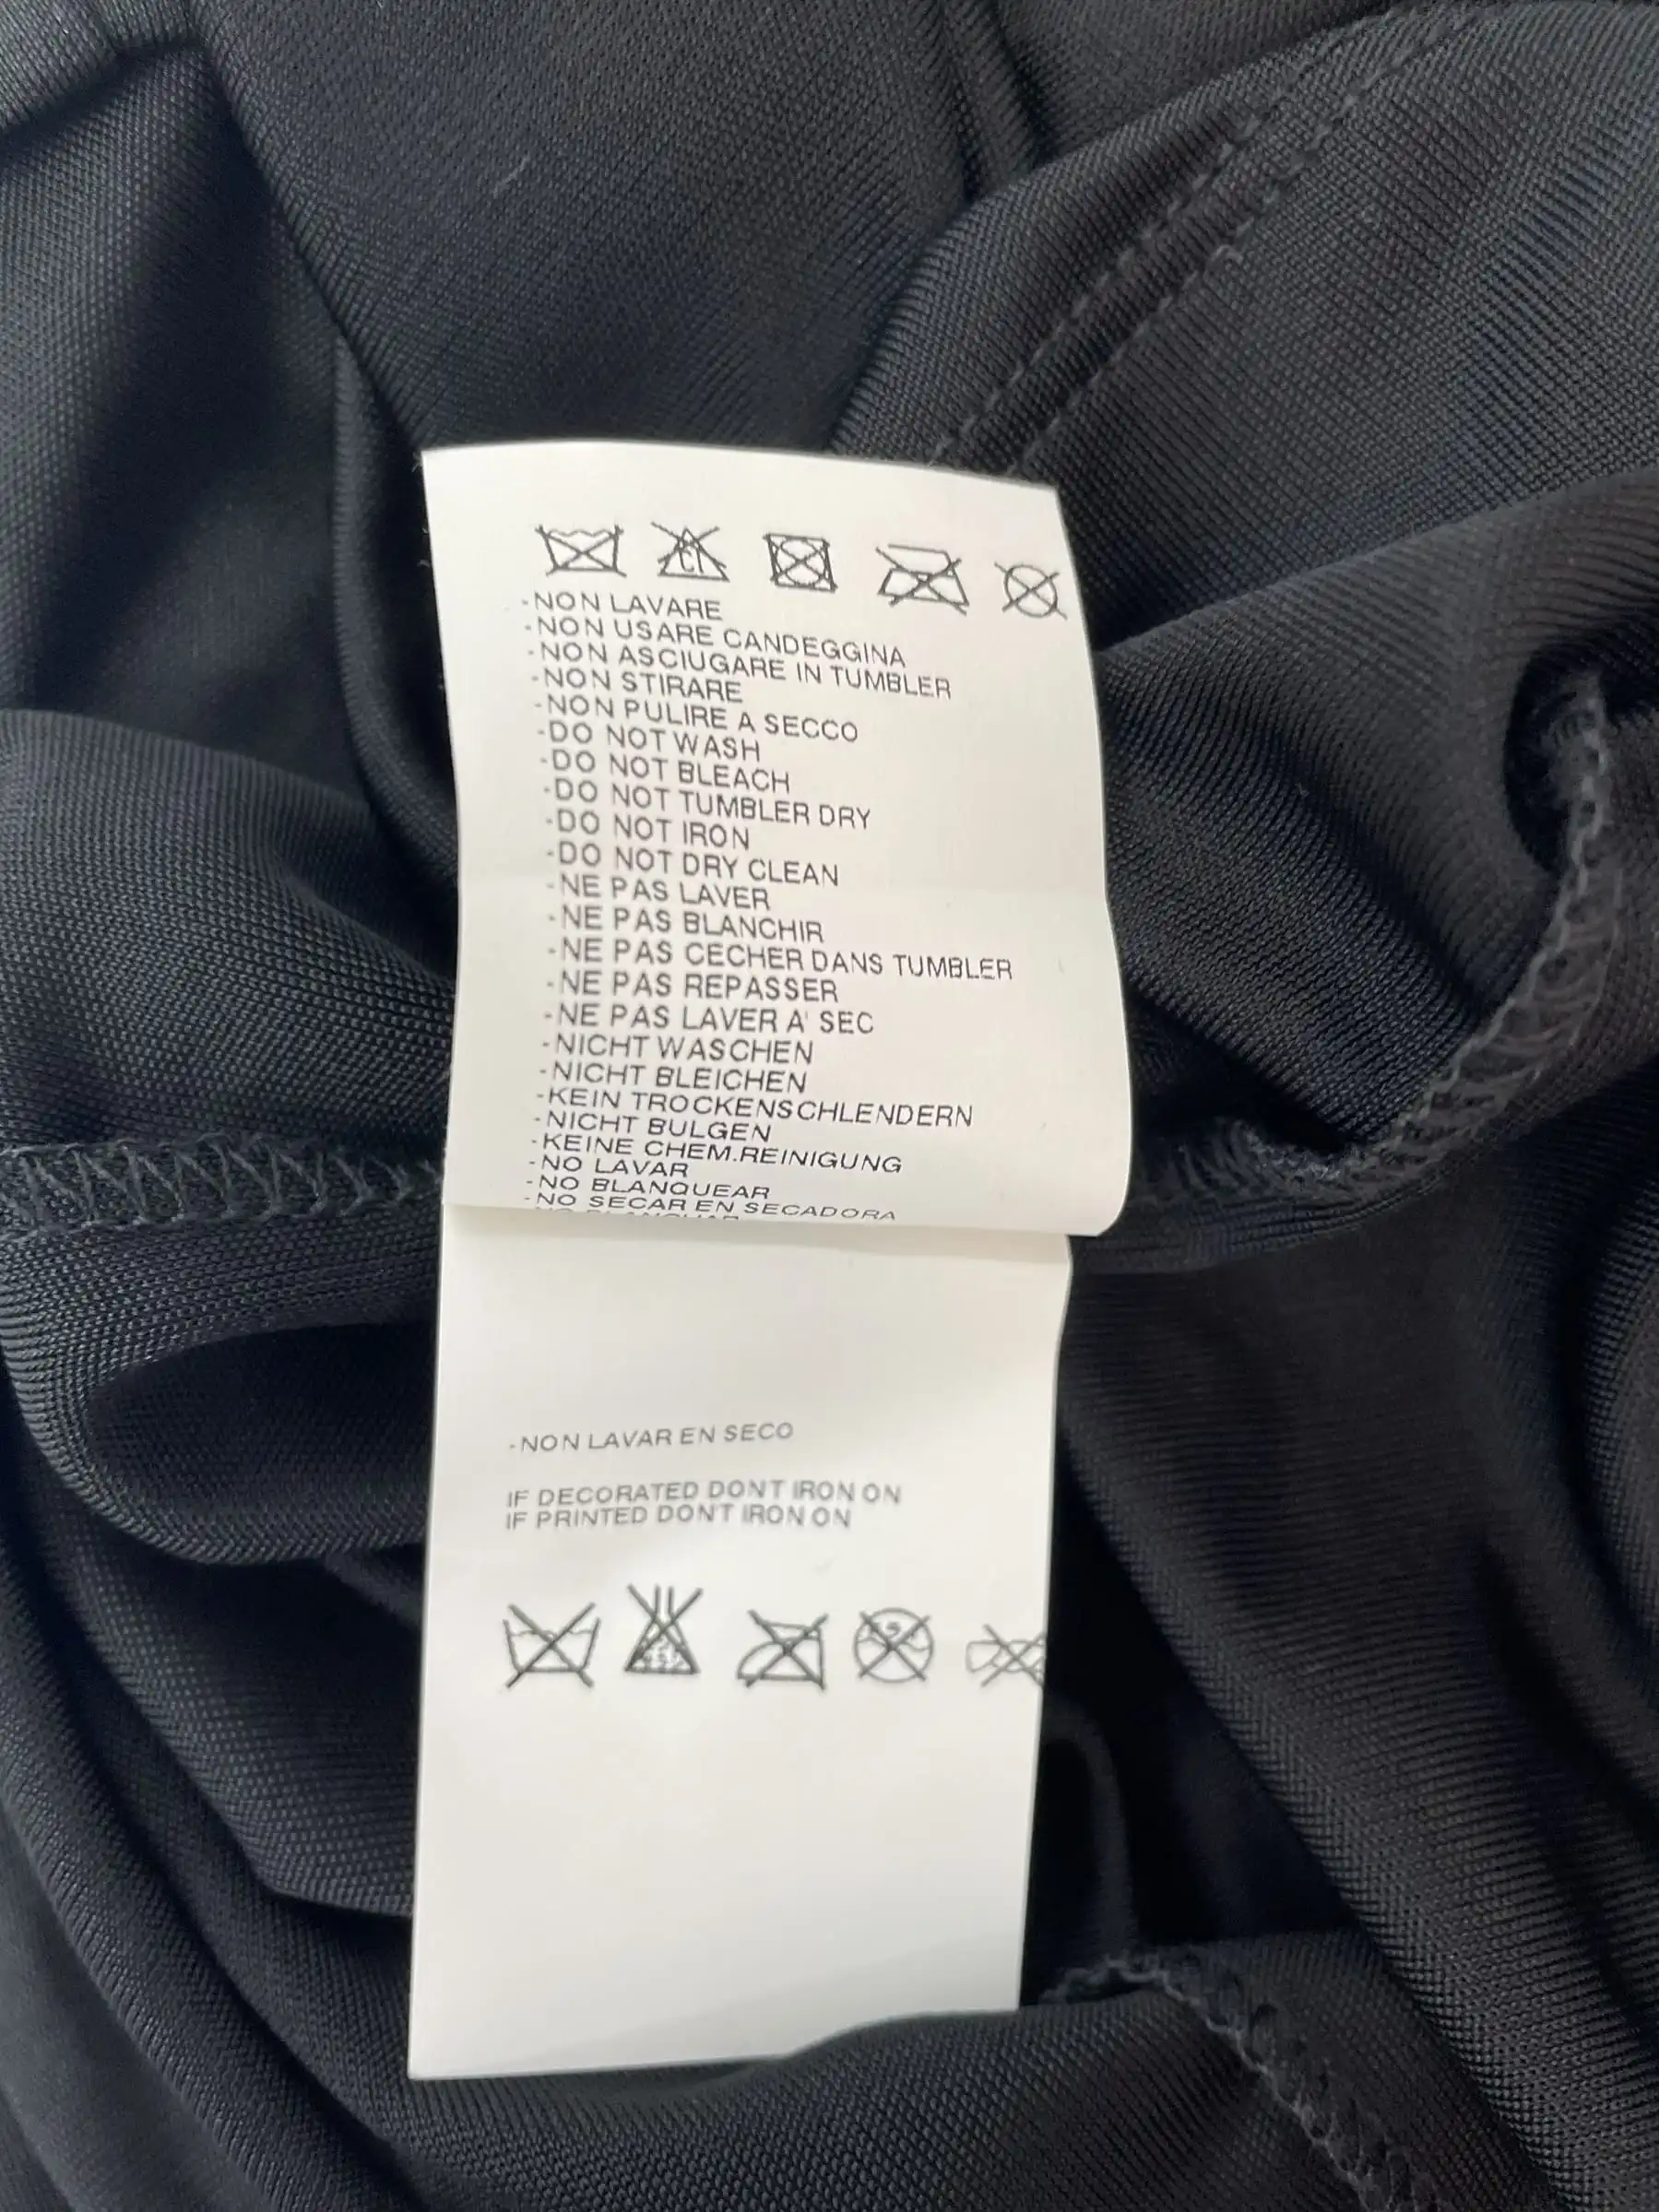 -NON LAVARE
-NON USARE CANDEGGINA
-NON ASCIUGARE IN TUMBLER
-NON STIRARE
-NON PULIRE A SECCO
-DO NOT WASH
-DO NOT BLEACH
-DO NOT TUMBLER DRY
-DO NOT IRON
-DO NOT DRY CLEAN
-NE PAS LAVER
-NE PAS BLANCHIR
-NE PAS CECHER DANS TUMBLER
-NE PAS REPASSER
-NE PAS LAVER A' SEC
-NICHT WASCHEN
-NICHT BLEICHEN
-KEIN TROCKENSCHLENDERN
-NICHT BULGEN
-KEINE CHEM.REINIGUNG
-NO LAVAR
-NO BLANQUEAR
-NO SECAR EN SECADORA
-NON LAVAR EN SECO
IF DECORATED DON'T IRON ON
IF PRINTED DON'T IRON ON